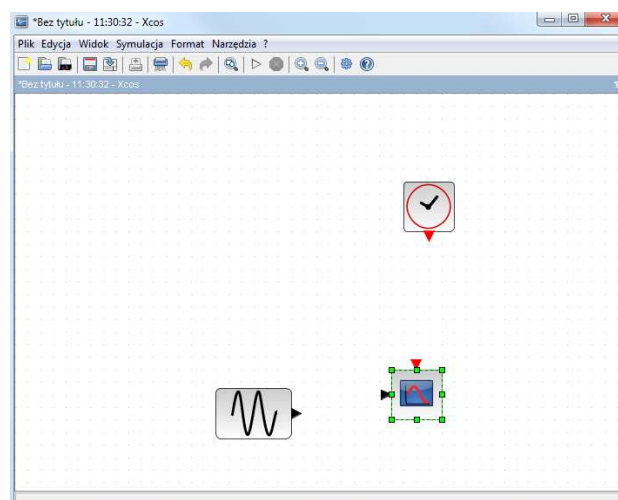 *Bez tytułu - 11:30:32 - Xcos
Plik Edycja Widok Symulacja Format Narzędzia ?
*Bez tytułu - 11:30:32 - Xcos